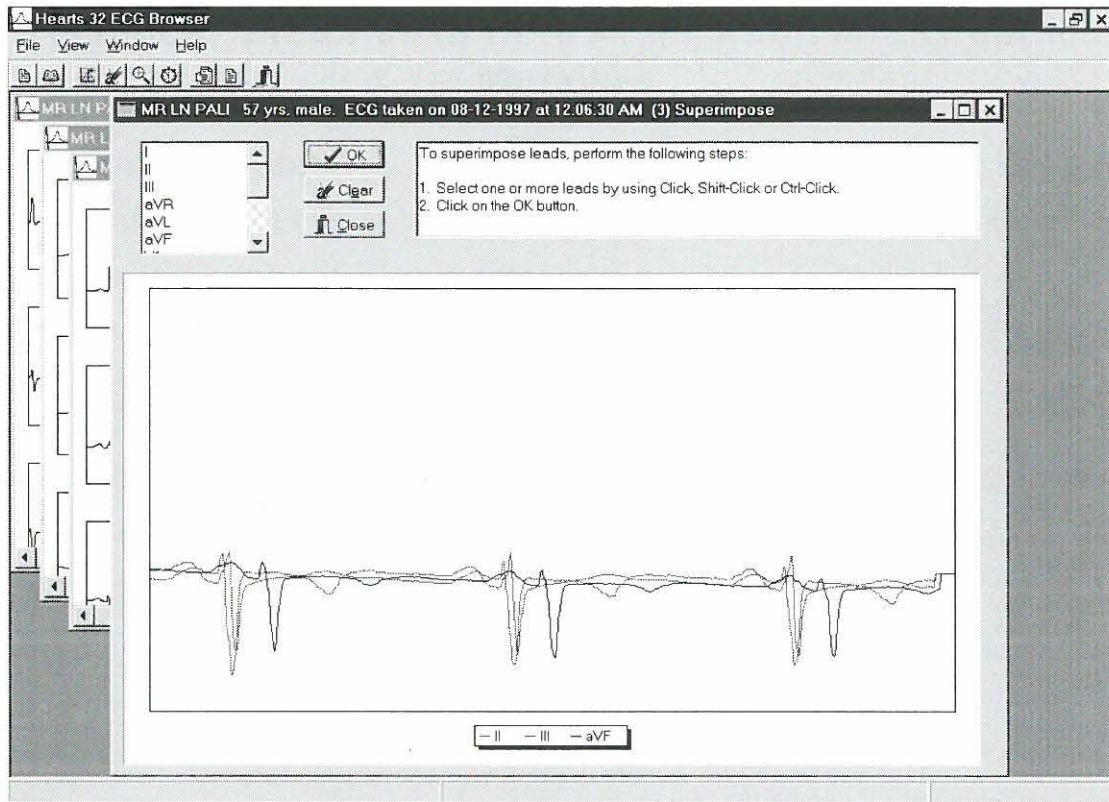 Hearts 32 ECG Browser
File View Window Help
MR LN PALI 57 yrs. male. ECG taken on 08-12-1997 at 12:06:30 AM (3) Superimpose
MR LN P
MR L
M
I
II
III
aVR
aVL
aVF
OK
Clear
Close
To superimpose leads, perform the following steps:
1. Select one or more leads by using Click, Shift-Click or Ctrl-Click.
2. Click on the OK button.
II III aVF